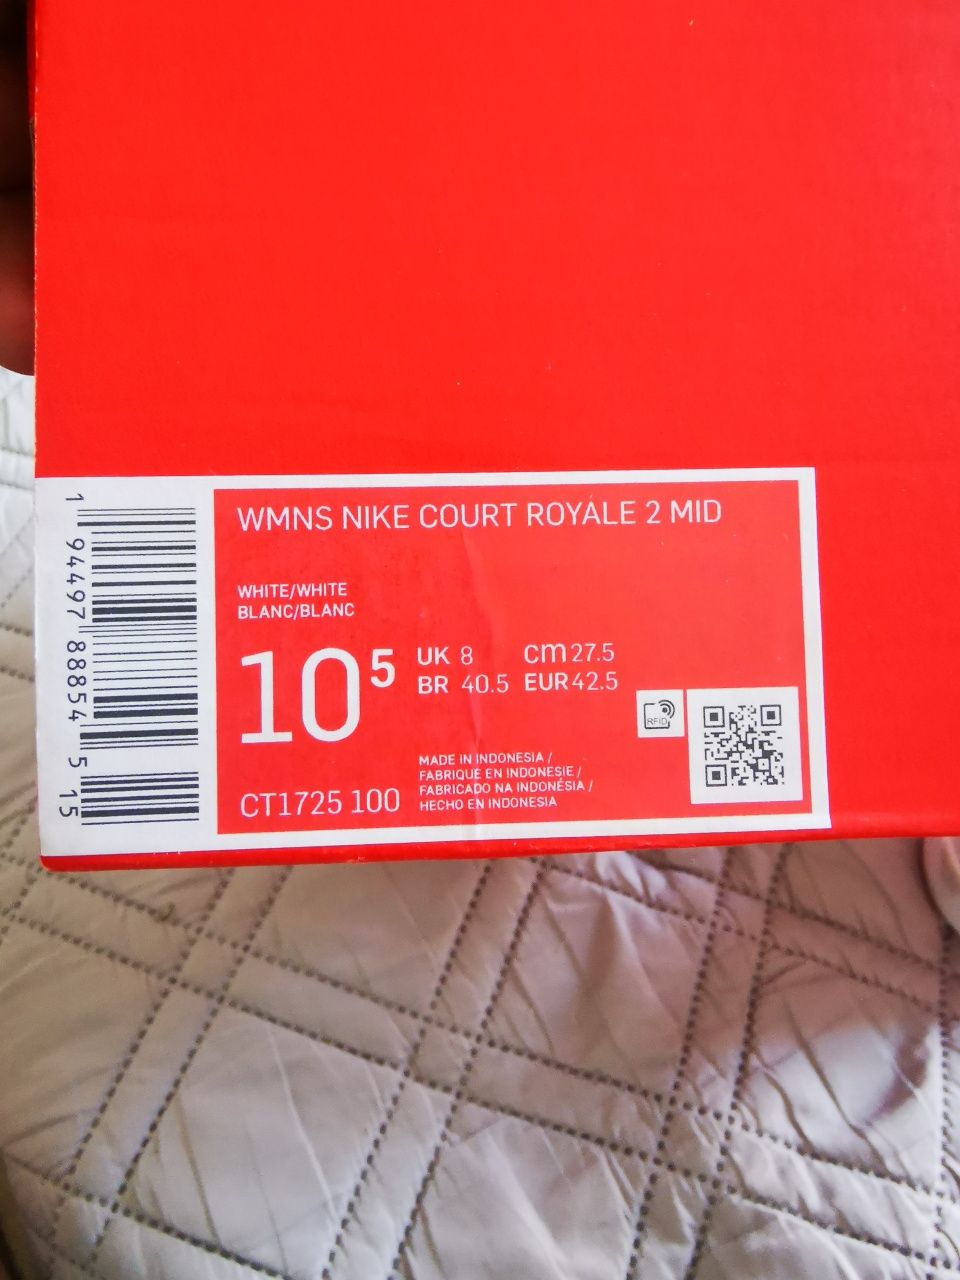 WMNS NIKE COURT ROYALE 2 MID
WHITE/WHITE
BLANC/BLANC
10 5
UK 8 cm 27.5
BR 40.5 EUR 42.5
RFID
MADE IN INDONESIA /
FABRIQUE EN INDONESIE /
FABRICADO NA INDONÉSIA /
HECHO EN INDONESIA
CT1725 100
1 94497 88854 5 15